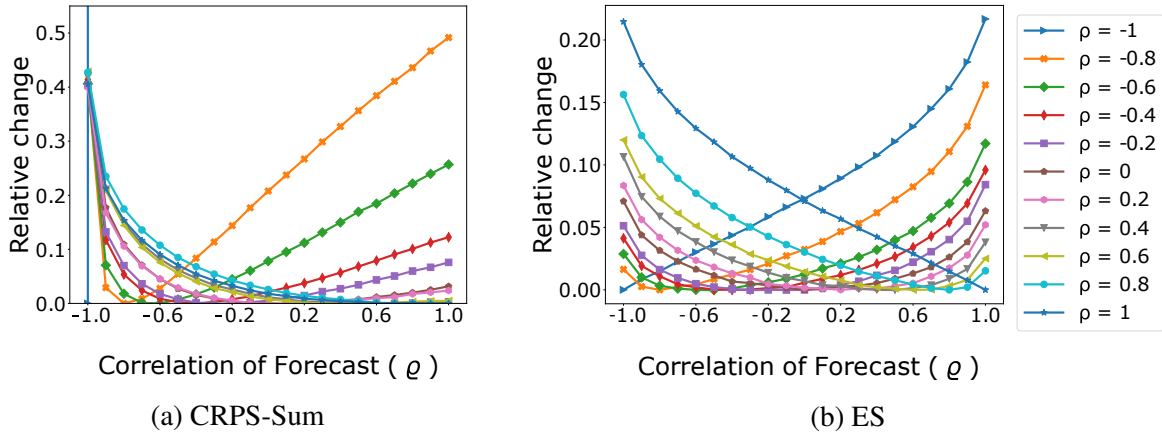 0.5
0.4
0.3
0.2
0.1
0.0
Relative change
-1.0 -0.6 -0.2 0.2 0.6 1.0
Correlation of Forecast ( ϱ )
(a) CRPS-Sum
0.20
0.15
0.10
0.05
0.00
Relative change
-1.0 -0.6 -0.2 0.2 0.6 1.0
Correlation of Forecast ( ϱ )
(b) ES
ρ = -1
ρ = -0.8
ρ = -0.6
ρ = -0.4
ρ = -0.2
ρ = 0
ρ = 0.2
ρ = 0.4
ρ = 0.6
ρ = 0.8
ρ = 1